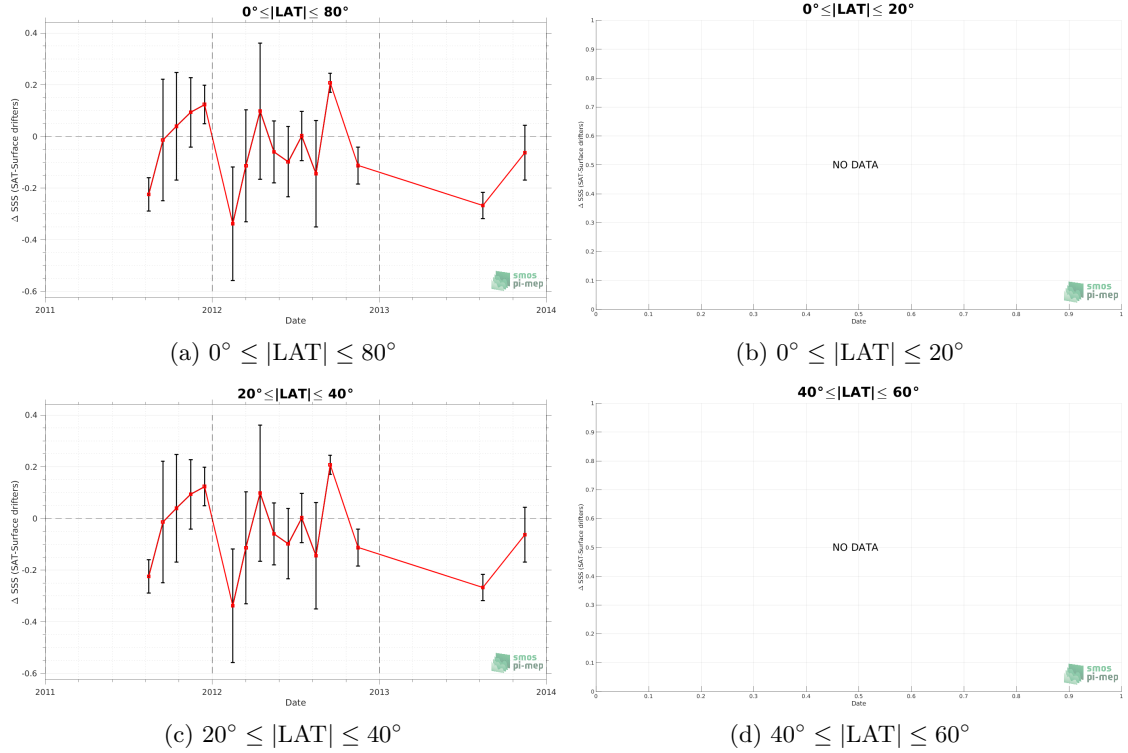 0°≤|LAT|≤ 80°
0.4
0.2
0
-0.2
-0.4
-0.6
Δ SSS (SAT-Surface drifters)
smos
pi-mep
2011
2012
2013
2014
Date
(a) 0° ≤ |LAT| ≤ 80°
0°≤|LAT|≤ 20°
1
0.9
0.8
0.7
0.6
0.5
0.4
0.3
0.2
0.1
0
Δ SSS (SAT-Surface drifters)
NO DATA
smos
pi-mep
0
0.1
0.2
0.3
0.4
0.5
0.6
0.7
0.8
0.9
1
Date
(b) 0° ≤ |LAT| ≤ 20°
20°≤|LAT|≤ 40°
0.4
0.2
0
-0.2
-0.4
-0.6
Δ SSS (SAT-Surface drifters)
smos
pi-mep
2011
2012
2013
2014
Date
(c) 20° ≤ |LAT| ≤ 40°
40°≤|LAT|≤ 60°
1
0.9
0.8
0.7
0.6
0.5
0.4
0.3
0.2
0.1
0
Δ SSS (SAT-Surface drifters)
NO DATA
smos
pi-mep
0
0.1
0.2
0.3
0.4
0.5
0.6
0.7
0.8
0.9
1
Date
(d) 40° ≤ |LAT| ≤ 60°